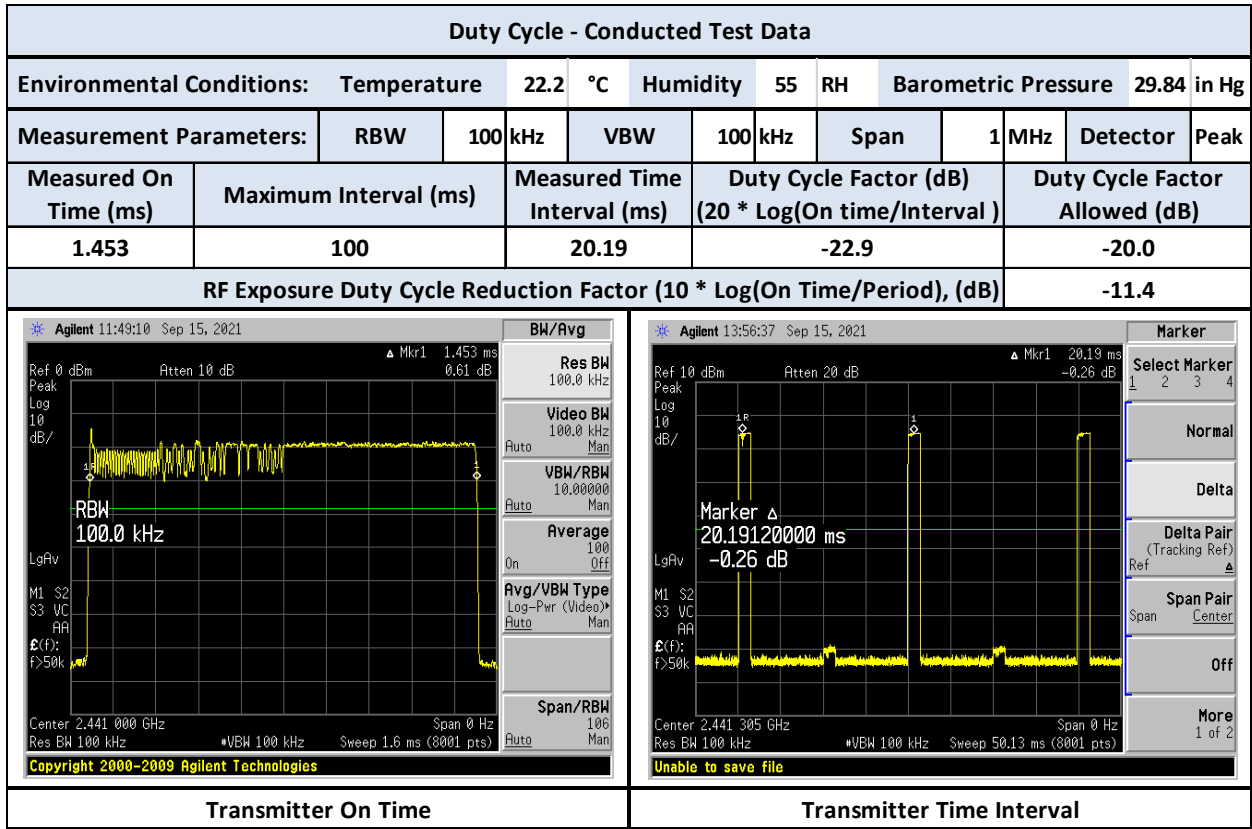 Duty Cycle - Conducted Test Data
Environmental Conditions: Temperature 22.2 °C Humidity 55 RH Barometric Pressure 29.84 in Hg
Measurement Parameters: RBW 100 kHz VBW 100 kHz Span 1 MHz Detector Peak
Measured On Time (ms) Maximum Interval (ms) Measured Time Interval (ms) Duty Cycle Factor (dB) (20 * Log(On time/Interval ) Duty Cycle Factor Allowed (dB)
1.453 100 20.19 -22.9 -20.0
RF Exposure Duty Cycle Reduction Factor (10 * Log(On Time/Period), (dB) -11.4
Agilent 11:49:10 Sep 15, 2021 BW/Avg
Δ Mkr1 1.453 ms
Ref 0 dBm Atten 10 dB 0.61 dB
Peak
Log
10
dB/
1R
1
RBW
100.0 kHz
LgAv
M1 S2
S3 VC
AA
£(f):
f>50k
Center 2.441 000 GHz Span 0 Hz
Res BW 100 kHz #VBW 100 kHz Sweep 1.6 ms (8001 pts)
Copyright 2000-2009 Agilent Technologies
Res BW
100.0 kHz
Video BW
100.0 kHz
Auto Man
VBW/RBW
10.00000
Auto Man
Average
100
On Off
Avg/VBW Type
Log-Pwr (Video)
Auto Man
Span/RBW
106
Auto Man
Transmitter On Time
Agilent 13:56:37 Sep 15, 2021 Marker
Δ Mkr1 20.19 ms
Ref 10 dBm Atten 20 dB -0.26 dB
Peak
Log
10
dB/
1R
1
Marker Δ
20.19120000 ms
-0.26 dB
LgAv
M1 S2
S3 VC
AA
£(f):
f>50k
Center 2.441 305 GHz Span 0 Hz
Res BW 100 kHz #VBW 100 kHz Sweep 50.13 ms (8001 pts)
Unable to save file
Select Marker
1 2 3 4
Normal
Delta
Delta Pair
(Tracking Ref)
Ref Δ
Span Pair
Span Center
Off
More
1 of 2
Transmitter Time Interval